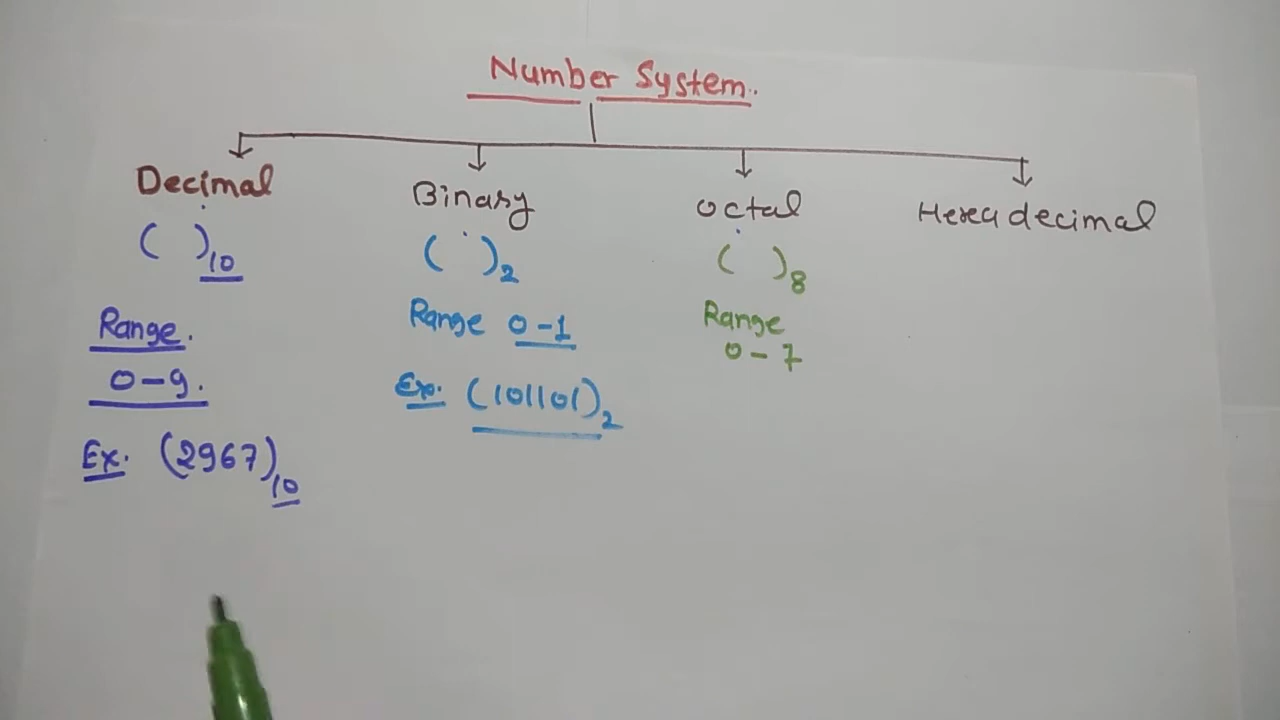 Number System.
Decimal Binary Octal Hexadecimal
( )10 ( )2 ( )8
Range. Range 0-1 Range
0-9. 0-7
Ex. (101101)2
Ex. (2967)10